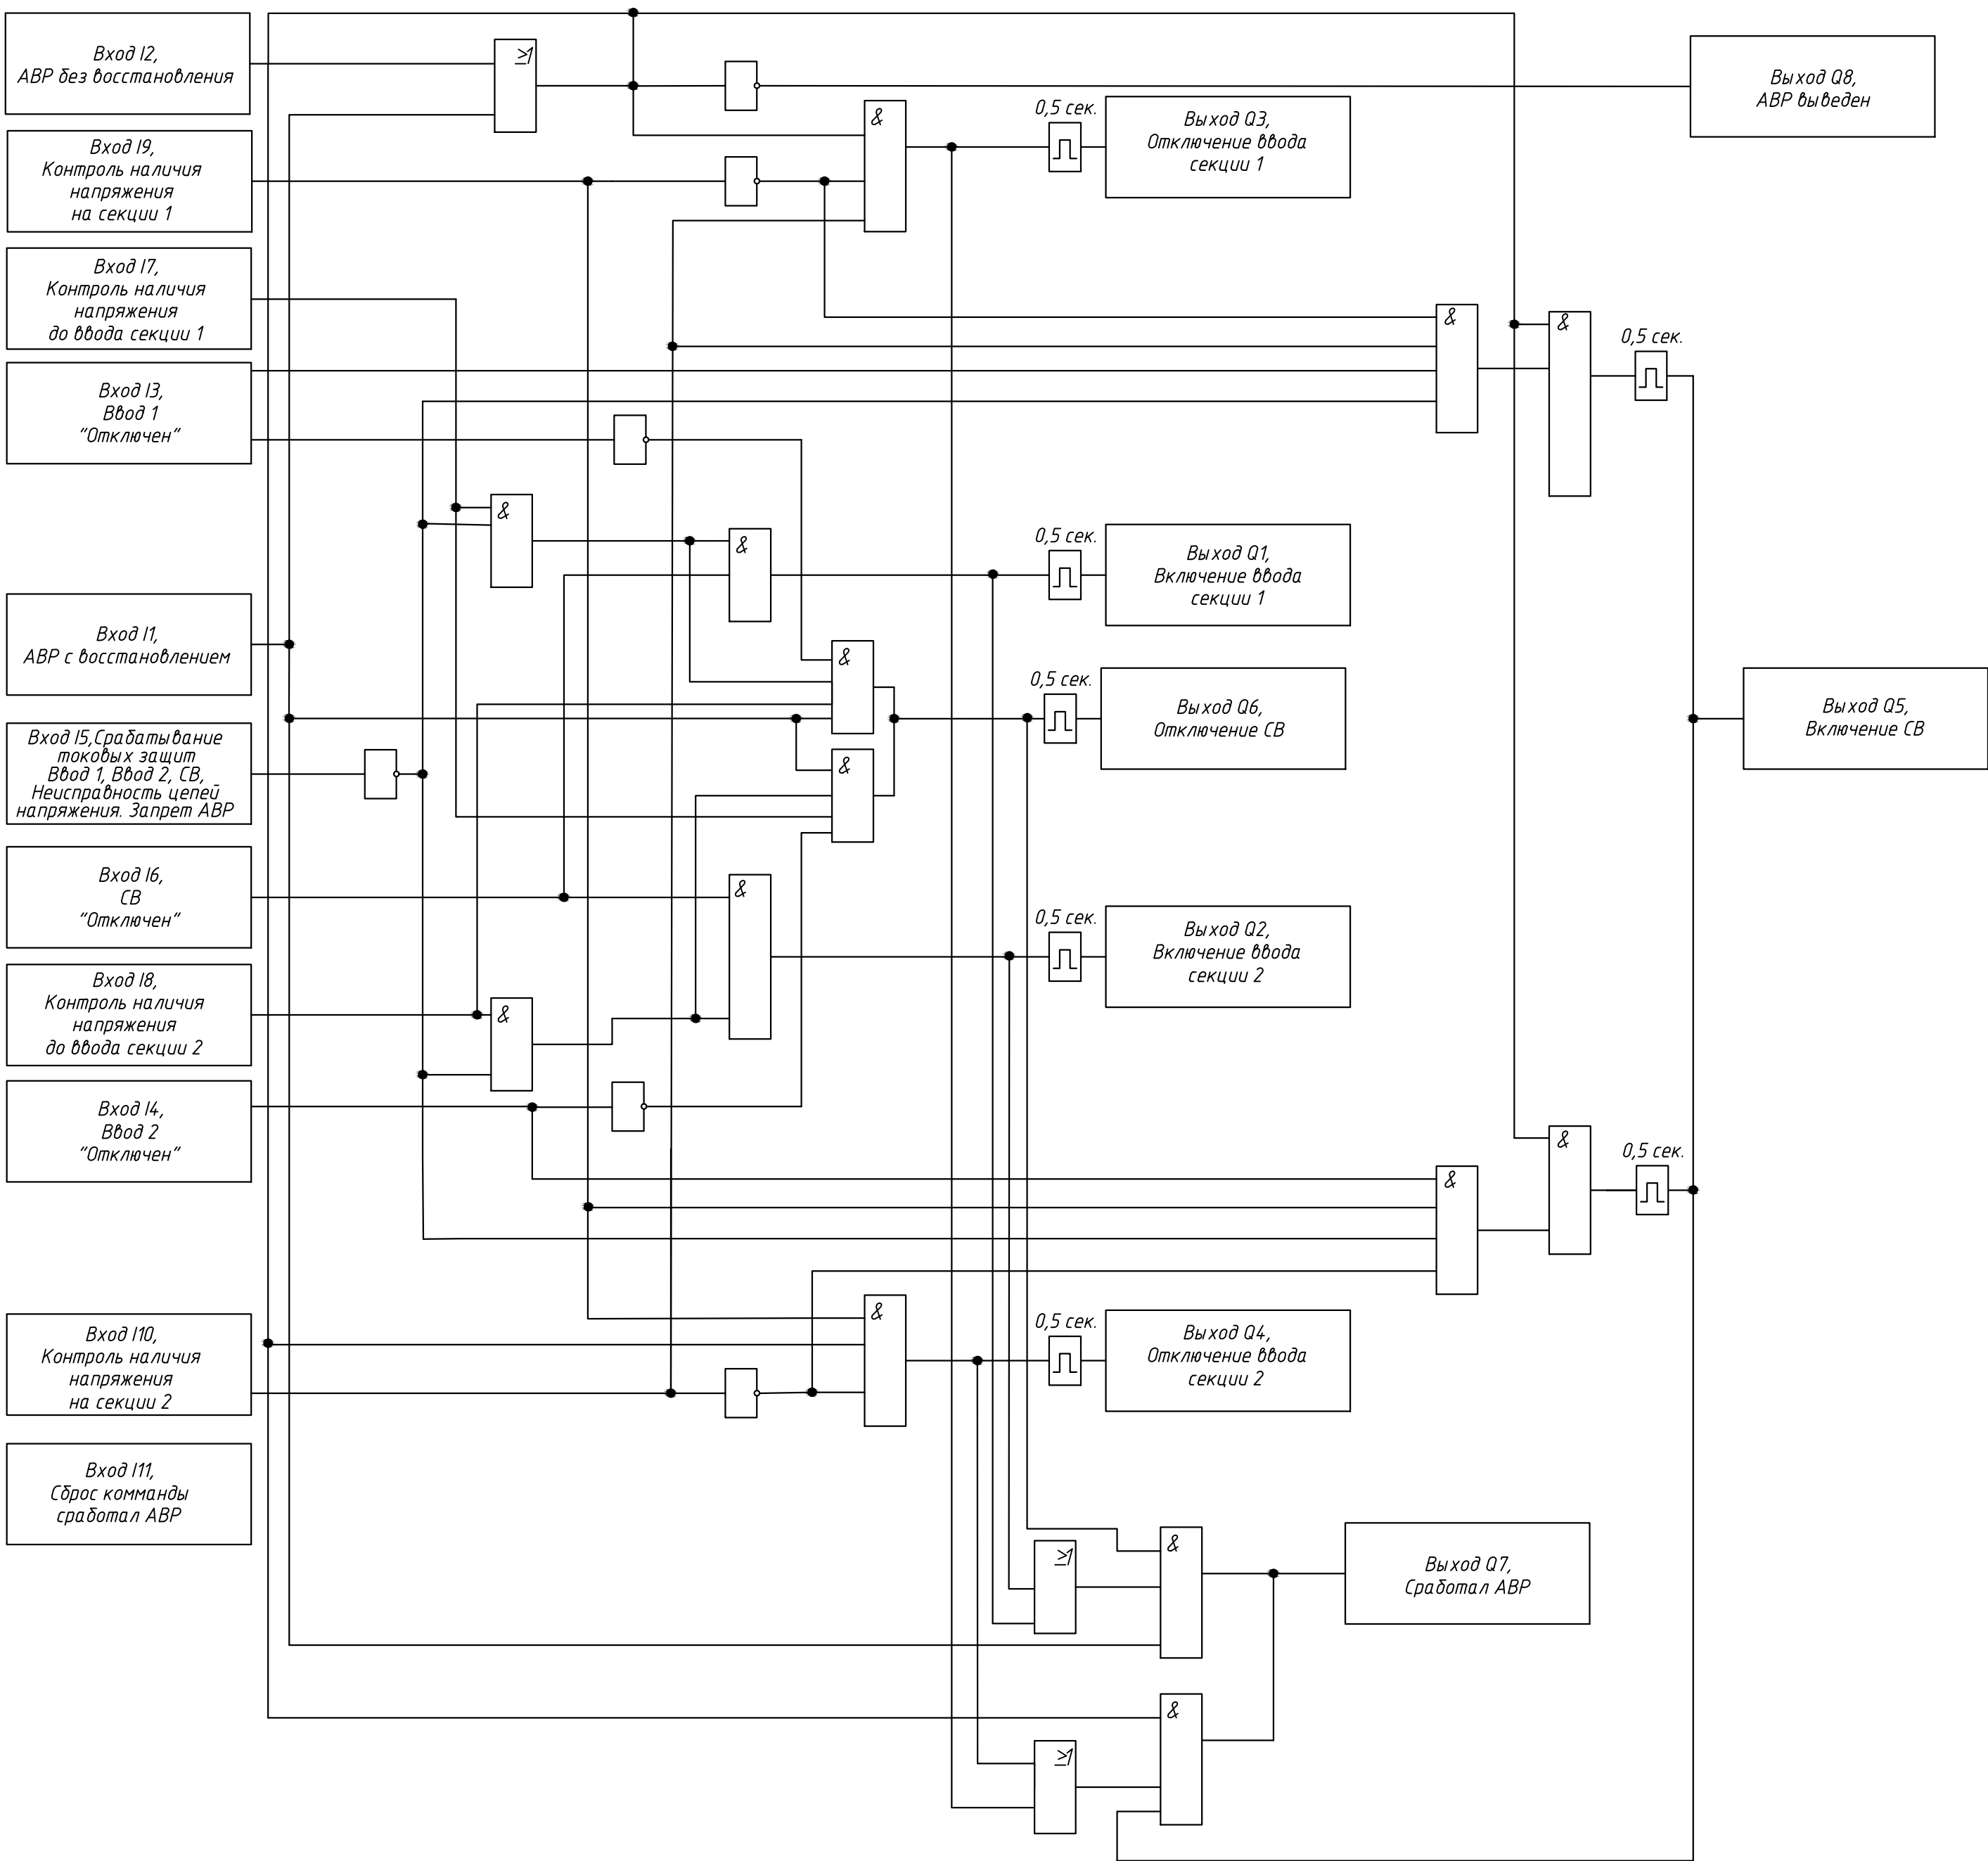 Вход I2,
АВР без восстановления
≥1
Выход Q8,
АВР выведен
&
0,5 сек.
Выход Q3,
Отключение ввода
секции 1
Вход I9,
Контроль наличия
напряжения
на секции 1
Вход I7,
Контроль наличия
напряжения
до ввода секции 1
&
&
0,5 сек.
Вход I3,
Ввод 1
"Отключен"
&
&
0,5 сек.
Выход Q1,
Включение ввода
секции 1
Вход I1,
АВР с восстановлением
&
0,5 сек.
Выход Q6,
Отключение СВ
Выход Q5,
Включение СВ
Вход I5,Срабатывание
токовых защит
Ввод 1, Ввод 2, СВ,
Неисправность цепей
напряжения. Запрет АВР
&
Вход I6,
СВ
"Отключен"
&
0,5 сек.
Выход Q2,
Включение ввода
секции 2
Вход I8,
Контроль наличия
напряжения
до ввода секции 2
&
Вход I4,
Ввод 2
"Отключен"
&
&
0,5 сек.
Вход I10,
Контроль наличия
напряжения
на секции 2
&
0,5 сек.
Выход Q4,
Отключение ввода
секции 2
Вход I11,
Сброс комманды
сработал АВР
≥1
&
Выход Q7,
Сработал АВР
&
≥1